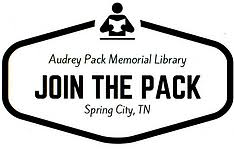 Audrey Pack Memorial Library
JOIN THE PACK
Spring City, TN